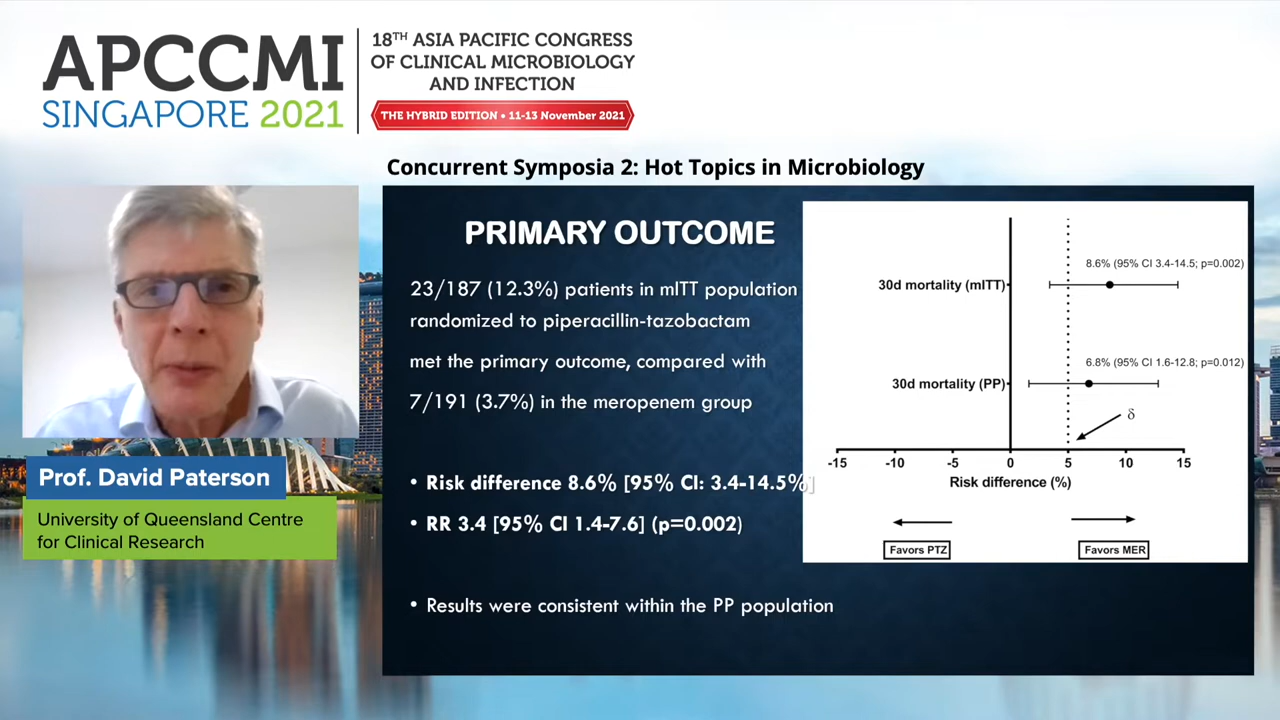 APCCMI
SINGAPORE 2021
18TH ASIA PACIFIC CONGRESS
OF CLINICAL MICROBIOLOGY
AND INFECTION
THE HYBRID EDITION • 11-13 November 2021
Concurrent Symposia 2: Hot Topics in Microbiology
Prof. David Paterson
University of Queensland Centre
for Clinical Research
PRIMARY OUTCOME
23/187 (12.3%) patients in mITT population
randomized to piperacillin-tazobactam
met the primary outcome, compared with
7/191 (3.7%) in the meropenem group
• Risk difference 8.6% [95% CI: 3.4-14.5%]
• RR 3.4 [95% CI 1.4-7.6] (p=0.002)
• Results were consistent within the PP population
8.6% (95% CI 3.4-14.5; p=0.002)
30d mortality (mITT)
6.8% (95% CI 1.6-12.8; p=0.012)
30d mortality (PP)
δ
-15 -10 -5 0 5 10 15
Risk difference (%)
Favors PTZ Favors MER